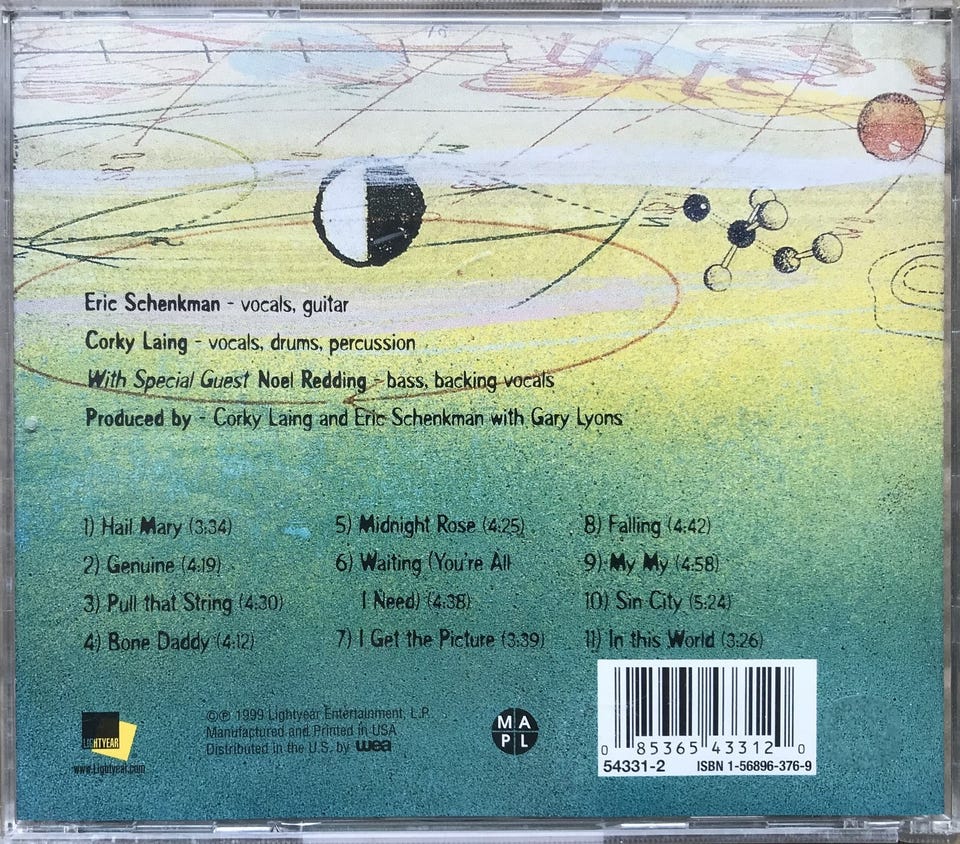 Eric Schenkman - vocals, guitar
Corky Laing - vocals, drums, percussion
With Special Guest Noel Redding - bass, backing vocals
Produced by - Corky Laing and Eric Schenkman with Gary Lyons
1) Hail Mary (3:34)
2) Genuine (4:19)
3) Pull that String (4:30)
4) Bone Daddy (4:12)
5) Midnight Rose (4:25)
6) Waiting (You're All
I Need) (4:38)
7) I Get the Picture (3:39)
8) Falling (4:42)
9) My My (4:58)
10) Sin City (5:24)
11) In this World (3:26)
LIGHTYEAR
www.Lightyear.com
©℗ 1999 Lightyear Entertainment, L.P.
Manufactured and Printed in USA
Distributed in the U.S. by wea
MA
PL
0 85365 43312 0
54331-2 ISBN 1-56896-376-9